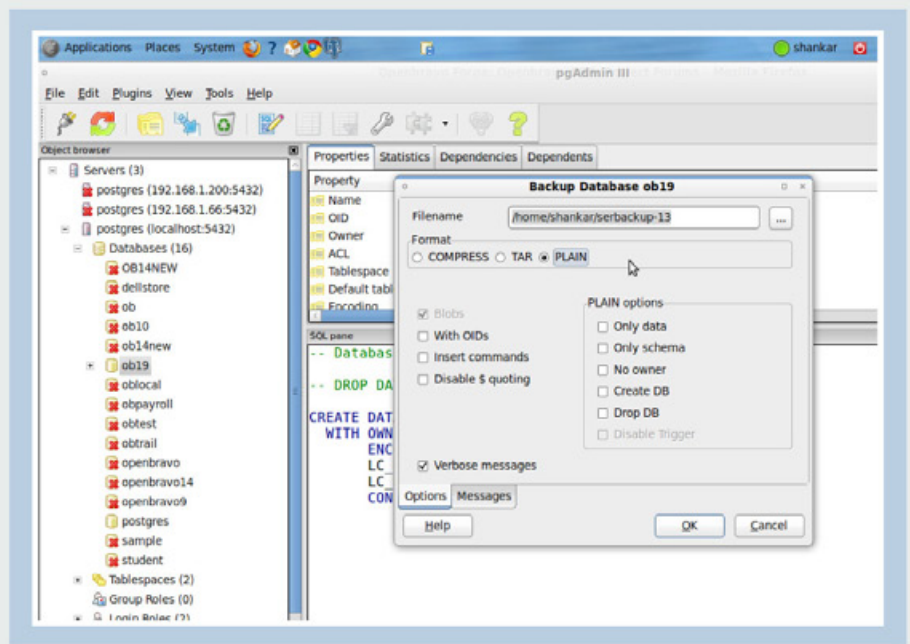 Applications Places System ? shankar
pgAdmin III
File Edit Plugins View Tools Help
Object browser
Servers (3)
postgres (192.168.1.200:5432)
postgres (192.168.1.66:5432)
postgres (localhost:5432)
Databases (16)
OB14NEW
dellstore
ob
ob10
ob14new
ob19
oblocal
obpayroll
obtest
obtrail
openbravo
openbravo14
openbravo9
postgres
sample
student
Tablespaces (2)
Group Roles (0)
Login Roles (2)
Properties Statistics Dependencies Dependents
Property
Name
OID
Owner
ACL
Tablespace
Default tabl
Encoding
SQL pane
-- Databas
-- DROP DA
CREATE DAT
WITH OWN
ENC
LC_
LC_
CON
Backup Database ob19
Filename /home/shankar/serbackup-13 ...
Format
COMPRESS TAR PLAIN
Blobs
With OIDs
Insert commands
Disable $ quoting
PLAIN options
Only data
Only schema
No owner
Create DB
Drop DB
Disable Trigger
Verbose messages
Options Messages
Help OK Cancel